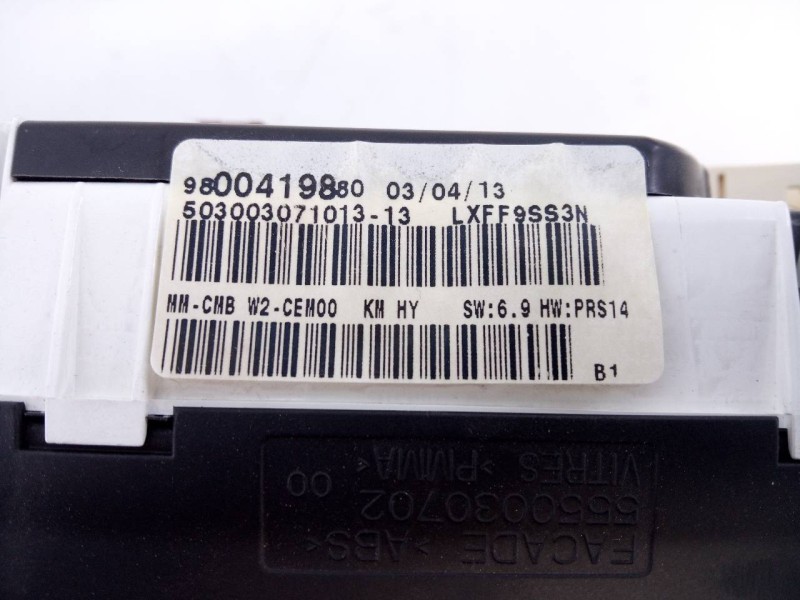 9800419880 03/04/13
503003071013-13 LXFF9SS3N
MM-CMB W2-CEM00 KM HY SW:6.9 HW:PRS14
B1
FACADE >ABS<
5550030702
VITRES >PMMA<
00